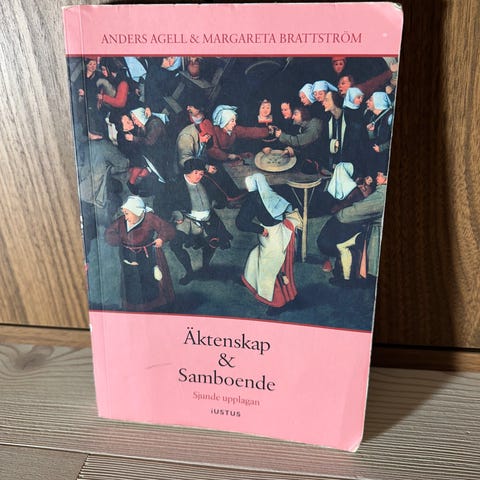 ANDERS AGELL & MARGARETA BRATTSTRÖM
Äktenskap
&
Samboende
Sjunde upplagan
iUSTUS